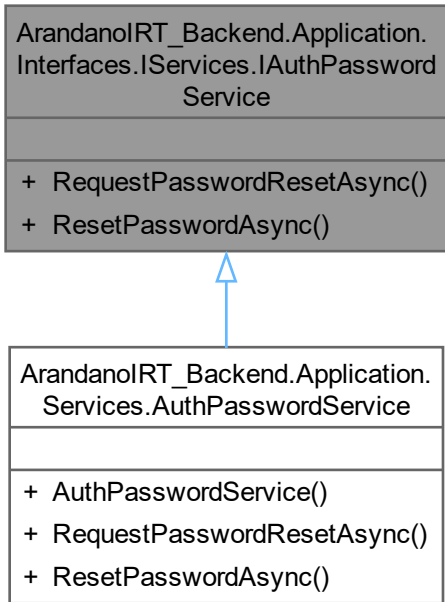 ArandanoIRT_Backend.Application.
Interfaces.IServices.IAuthPassword
Service
+ RequestPasswordResetAsync()
+ ResetPasswordAsync()
ArandanoIRT_Backend.Application.
Services.AuthPasswordService
+ AuthPasswordService()
+ RequestPasswordResetAsync()
+ ResetPasswordAsync()